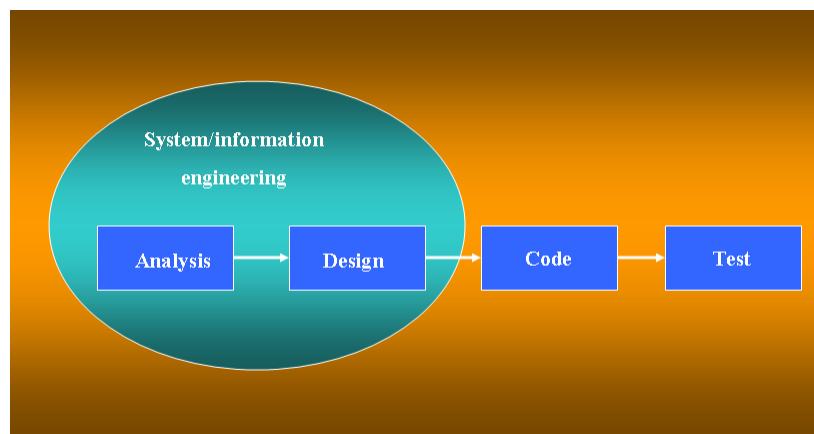 System/information
engineering
Analysis
Design
Code
Test